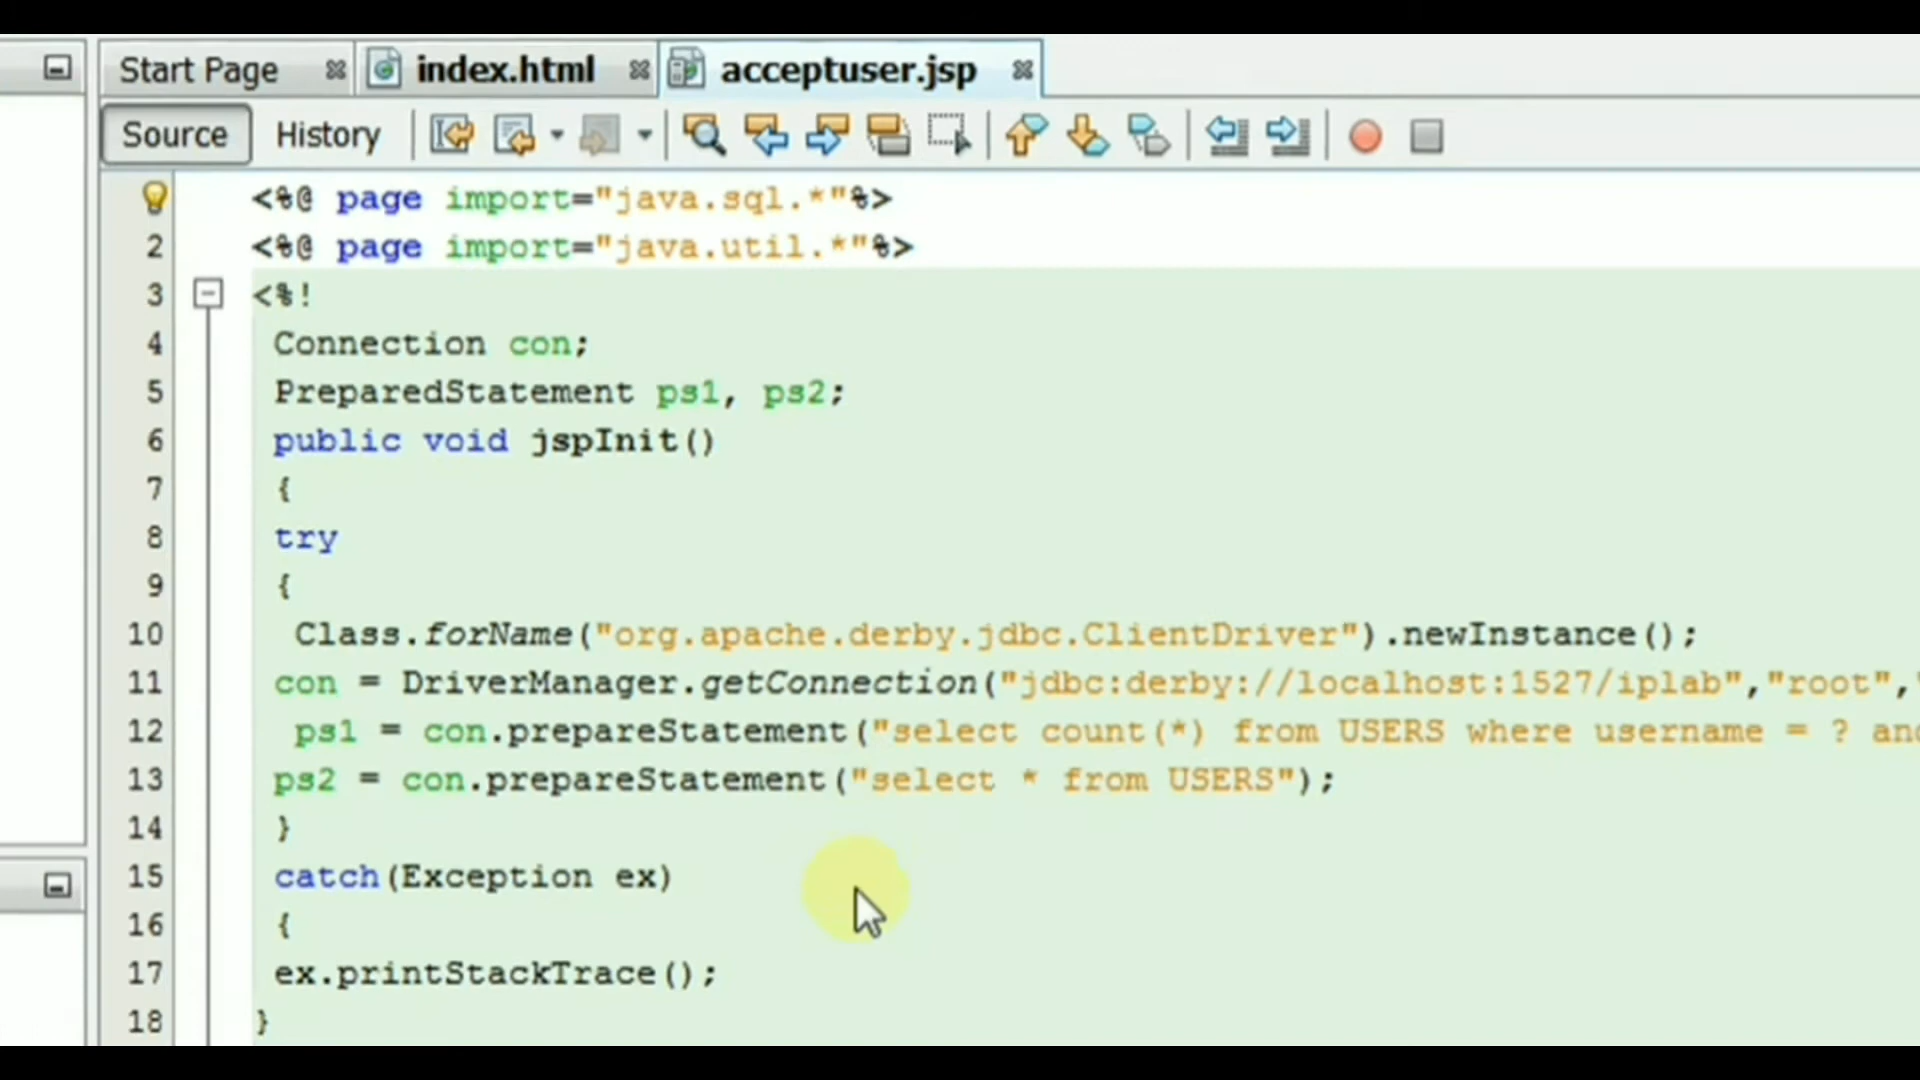 Start Page index.html acceptuser.jsp
Source History
<%@ page import="java.sql.*"%>
2 <%@ page import="java.util.*"%>
3 <%!
4 Connection con;
5 PreparedStatement ps1, ps2;
6 public void jspInit()
7 {
8 try
9 {
10 Class.forName("org.apache.derby.jdbc.ClientDriver").newInstance();
11 con = DriverManager.getConnection("jdbc:derby://localhost:1527/iplab","root",
12 ps1 = con.prepareStatement("select count(*) from USERS where username = ? and
13 ps2 = con.prepareStatement("select * from USERS");
14 }
15 catch(Exception ex)
16 {
17 ex.printStackTrace();
18 }